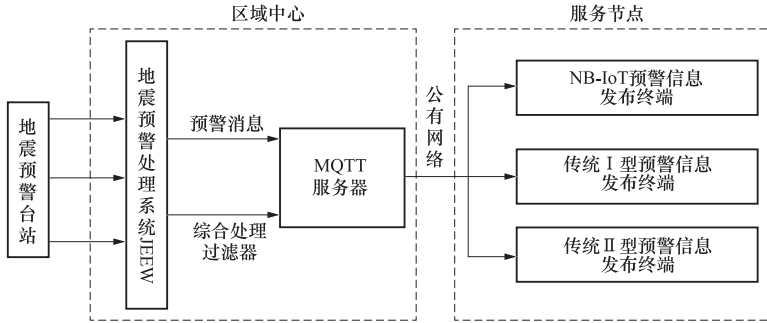 区域中心
服务节点
地震预警台站
地震预警处理系统JEEW
预警消息
综合处理
过滤器
MQTT
服务器
公有网络
NB-IoT预警信息
发布终端
传统Ⅰ型预警信息
发布终端
传统Ⅱ型预警信息
发布终端